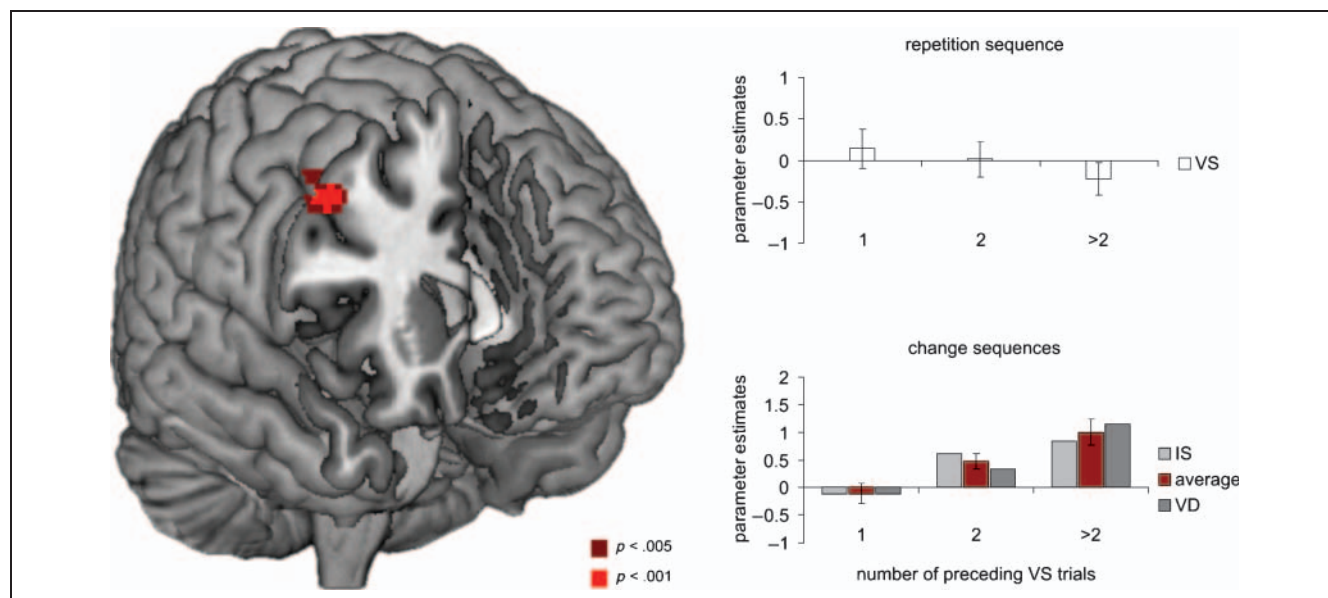 repetition sequence
parameter estimates
1
0.5
0
–0.5
–1
1
2
>2
VS
change sequences
parameter estimates
2
1.5
1
0.5
0
–0.5
–1
1
2
>2
IS
average
VD
number of preceding VS trials
p < .005
p < .001